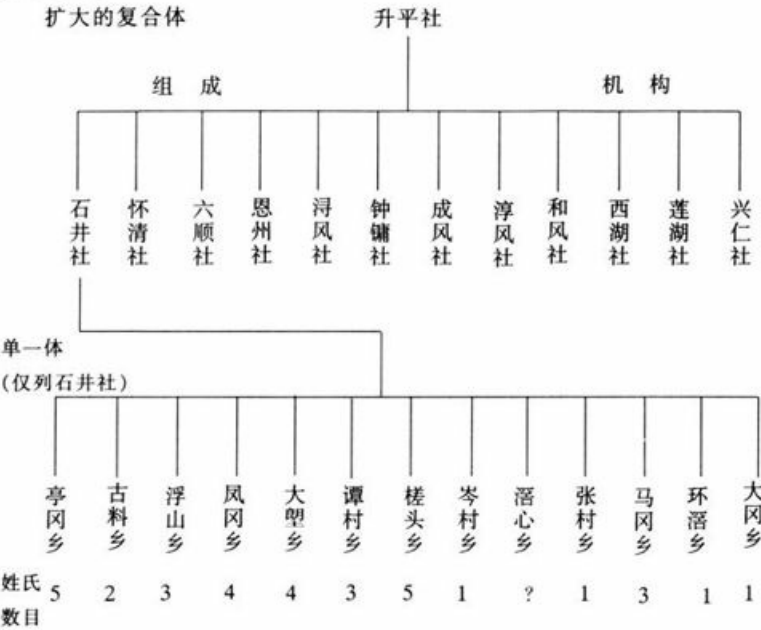 扩大的复合体 升平社
组 成 机 构
石井社 怀清社 六顺社 恩州社 浔风社 钟镛社 成风社 淳风社 和风社 西湖社 莲湖社 兴仁社
单一体
(仅列石井社)
亭冈乡 古料乡 浮山乡 凤冈乡 大塱乡 谭村乡 槎头乡 岑村乡 滘心乡 张村乡 马冈乡 环滘乡 大冈乡
姓氏 5 2 3 4 4 3 5 1 ? 1 3 1 1
数目